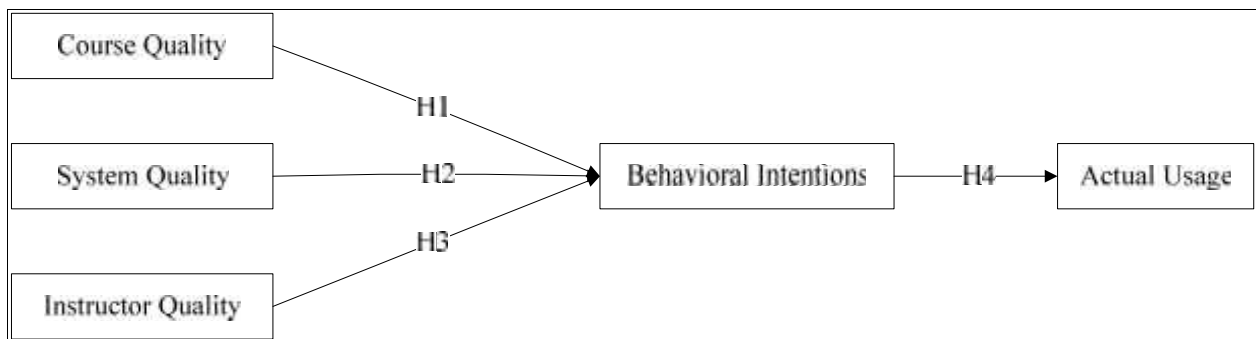 Course Quality
H1
System Quality
H2
Behavioral Intentions
H4
Actual Usage
H3
Instructor Quality